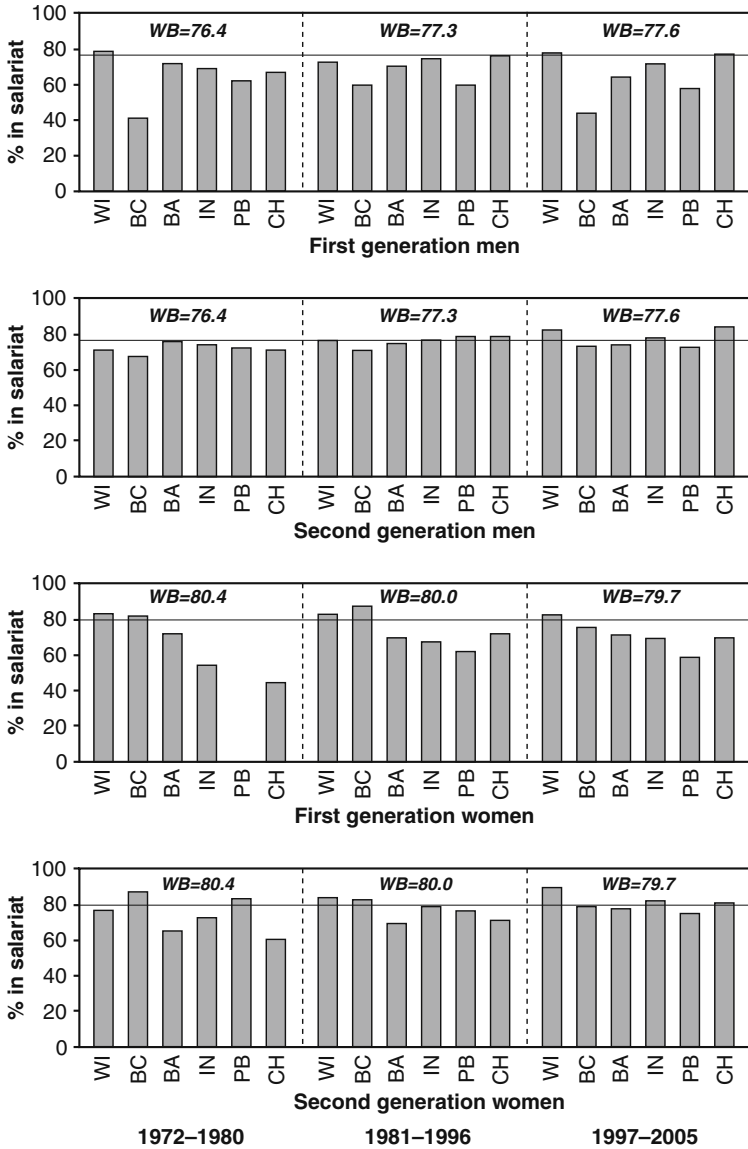 % in salariat
100
80
60
40
20
0
WB=76.4 WB=77.3 WB=77.6
WI BC BA IN PB CH WI BC BA IN PB CH WI BC BA IN PB CH
First generation men
% in salariat
100
80
60
40
20
0
WB=76.4 WB=77.3 WB=77.6
WI BC BA IN PB CH WI BC BA IN PB CH WI BC BA IN PB CH
Second generation men
% in salariat
100
80
60
40
20
0
WB=80.4 WB=80.0 WB=79.7
WI BC BA IN PB CH WI BC BA IN PB CH WI BC BA IN PB CH
First generation women
% in salariat
100
80
60
40
20
0
WB=80.4 WB=80.0 WB=79.7
WI BC BA IN PB CH WI BC BA IN PB CH WI BC BA IN PB CH
Second generation women
1972–1980 1981–1996 1997–2005